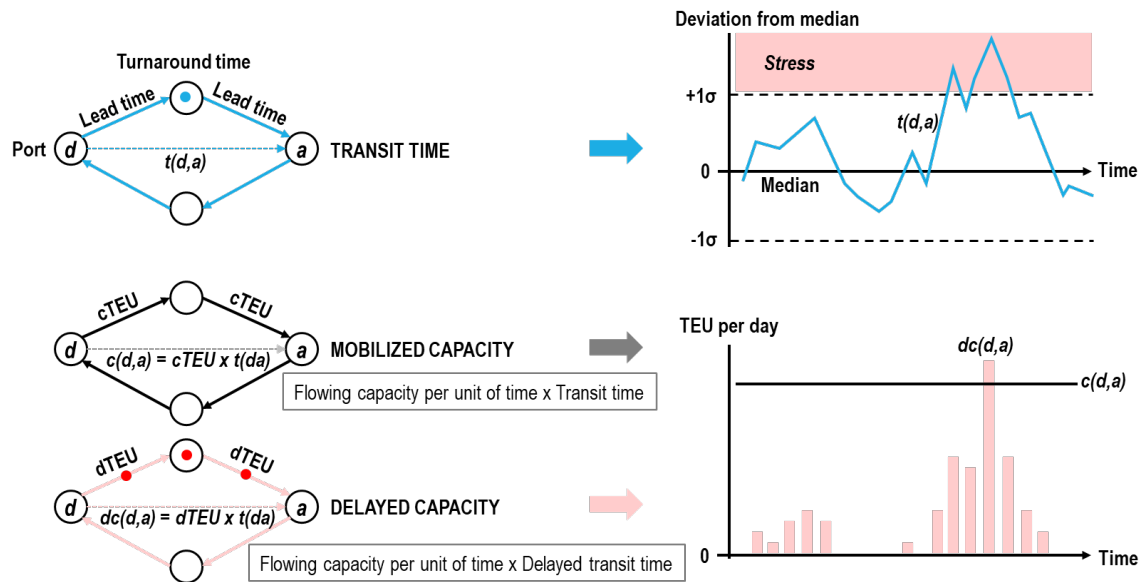 Turnaround time
Lead time
Lead time
Port
d
t(d,a)
a
TRANSIT TIME
Deviation from median
Stress
+1σ
t(d,a)
0
Median
Time
-1σ
cTEU
cTEU
d
c(d,a) = cTEU x t(da)
a
MOBILIZED CAPACITY
Flowing capacity per unit of time x Transit time
TEU per day
dc(d,a)
c(d,a)
dTEU
dTEU
d
dc(d,a) = dTEU x t(da)
a
DELAYED CAPACITY
Flowing capacity per unit of time x Delayed transit time
0
Time